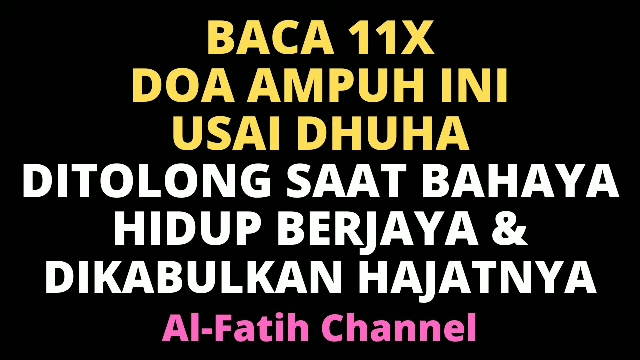 BACA 11X
DOA AMPUH INI
USAI DHUHA
DITOLONG SAAT BAHAYA
HIDUP BERJAYA &
DIKABULKAN HAJATNYA
Al-Fatih Channel